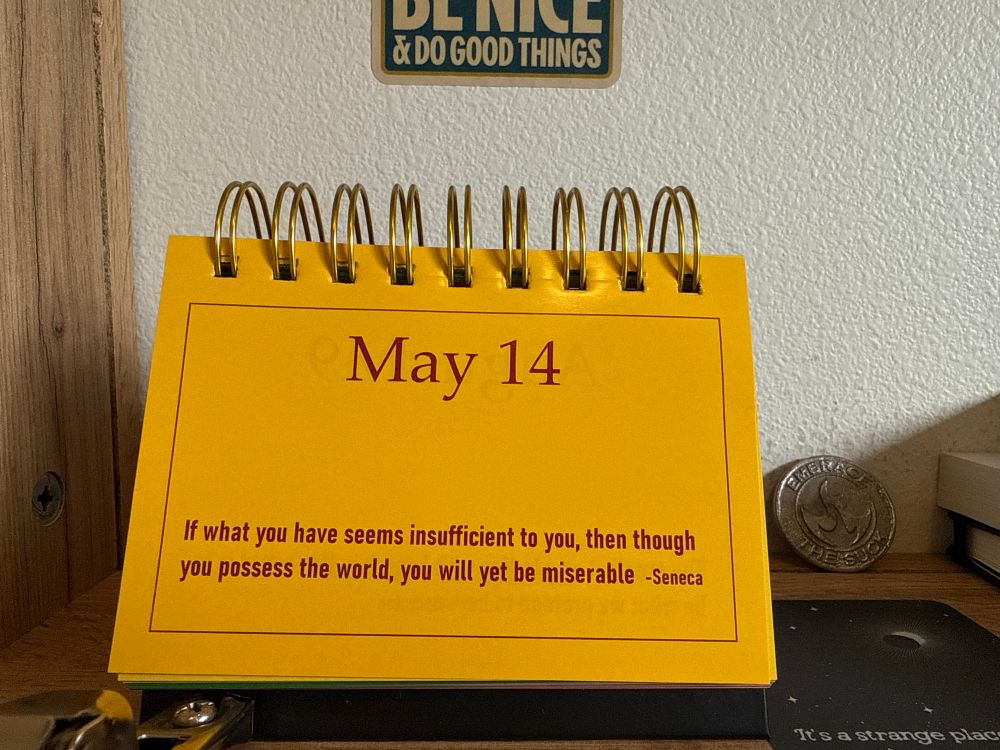 BE NICE
& DO GOOD THINGS
May 14
If what you have seems insufficient to you, then though
you possess the world, you will yet be miserable -Seneca
EMBRACE
THE SUCK
It's a strange